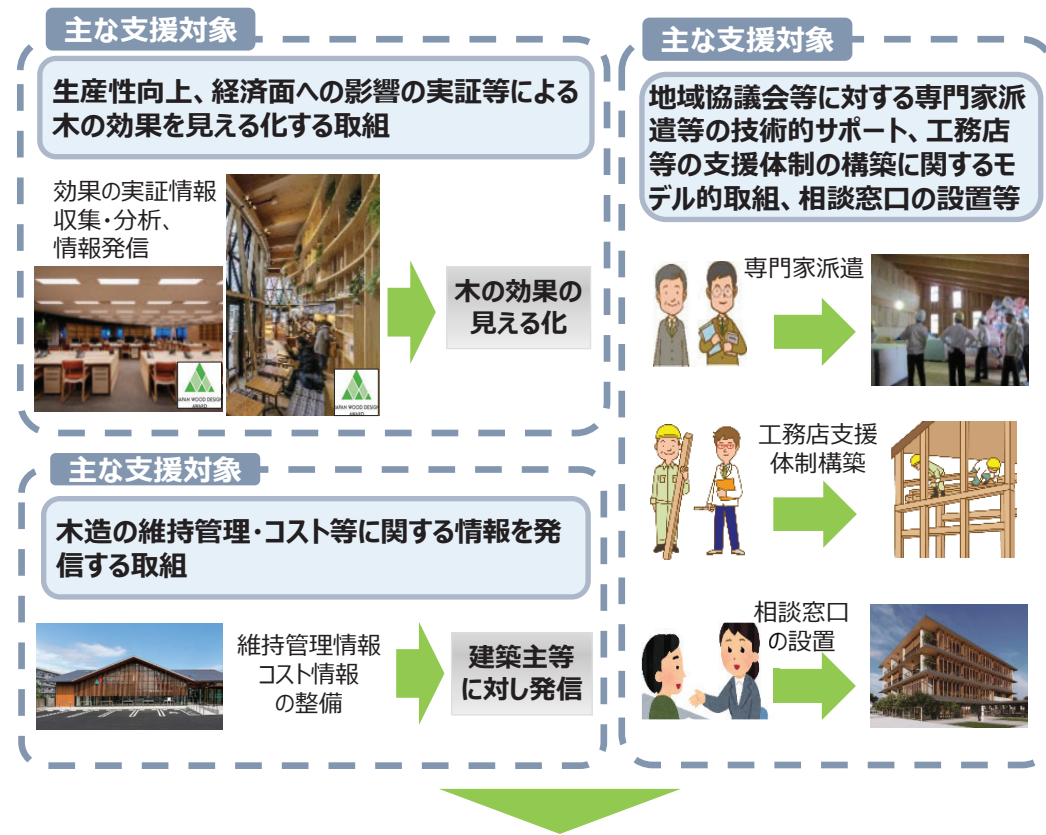 主な支援対象
生産性向上、経済面への影響の実証等による
木の効果を見える化する取組
効果の実証情報
収集・分析、
情報発信
JAPAN WOOD DESIGN
AWARD
JAPAN WOOD DESIGN
AWARD
木の効果の
見える化
主な支援対象
木造の維持管理・コスト等に関する情報を発
信する取組
維持管理情報
コスト情報
の整備
建築主等
に対し発信
主な支援対象
地域協議会等に対する専門家派
遣等の技術的サポート、工務店
等の支援体制の構築に関するモ
デル的取組、相談窓口の設置等
専門家派遣
工務店支援
体制構築
相談窓口
の設置